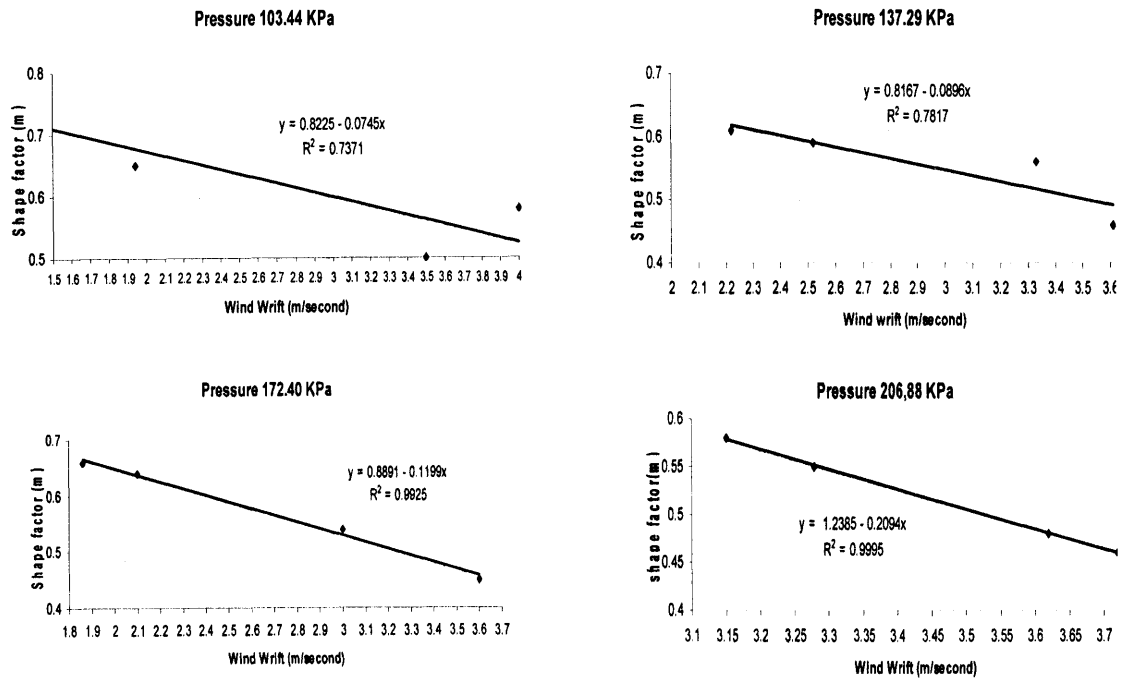 Pressure 103.44 KPa
0.8
0.7
0.6
0.5
Shape factor (m)
y = 0.8225 - 0.0745x
R² = 0.7371
1.5 1.6 1.7 1.7 1.8 1.9 2 2.1 2.2 2.3 2.3 2.4 2.5 2.6 2.7 2.8 2.9 2.9 3 3.1 3.2 3.3 3.4 3.5 3.5 3.6 3.7 3.8 3.9 4
Wind Wrift (m/second)
Pressure 137.29 KPa
0.7
0.6
0.5
0.4
Shape factor (m)
y = 0.8167 - 0.0896x
R² = 0.7817
2 2.1 2.2 2.3 2.4 2.5 2.6 2.7 2.8 2.9 3 3.1 3.2 3.3 3.4 3.5 3.6
Wind wrift (m/second)
Pressure 172.40 KPa
0.7
0.6
0.5
0.4
Shape factor (m)
y = 0.8891 - 0.1199x
R² = 0.9925
1.8 1.9 2 2.1 2.2 2.3 2.4 2.5 2.6 2.7 2.8 2.9 3 3.1 3.2 3.3 3.4 3.5 3.6 3.7
Wind Wrift (m/second)
Pressure 206,88 KPa
0.6
0.55
0.5
0.45
0.4
shape factor(m)
y = 1.2385 - 0.2094x
R² = 0.9995
3.1 3.15 3.2 3.25 3.3 3.35 3.4 3.45 3.5 3.55 3.6 3.65 3.7
Wind Wrift (m/second)